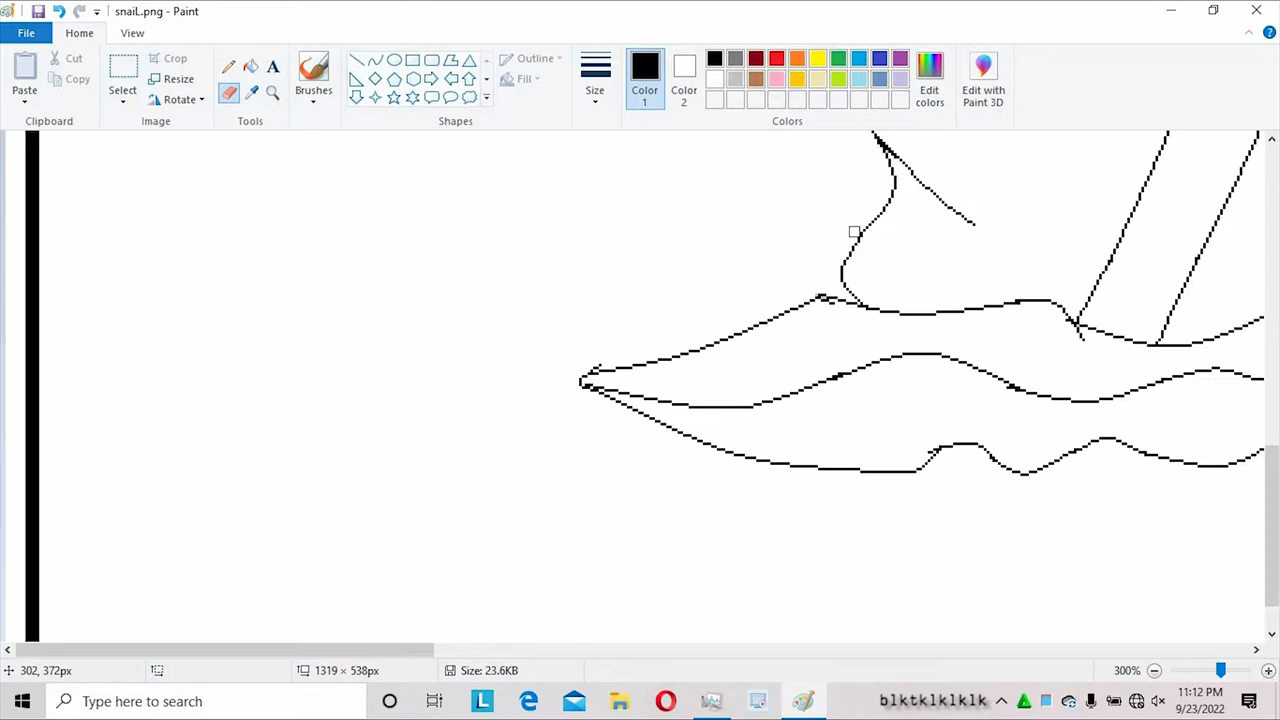 snaiL.png - Paint
File
Home
View
Paste
Cut
Copy
Clipboard
Select
Crop
Resize
Rotate
Image
Tools
Brushes
Shapes
Outline
Fill
Size
Color 1
Color 2
Edit colors
Colors
Edit with Paint 3D
302, 372px
1319 × 538px
Size: 23.6KB
300%
Type here to search
blktklklklk
11:12 PM
9/23/2022